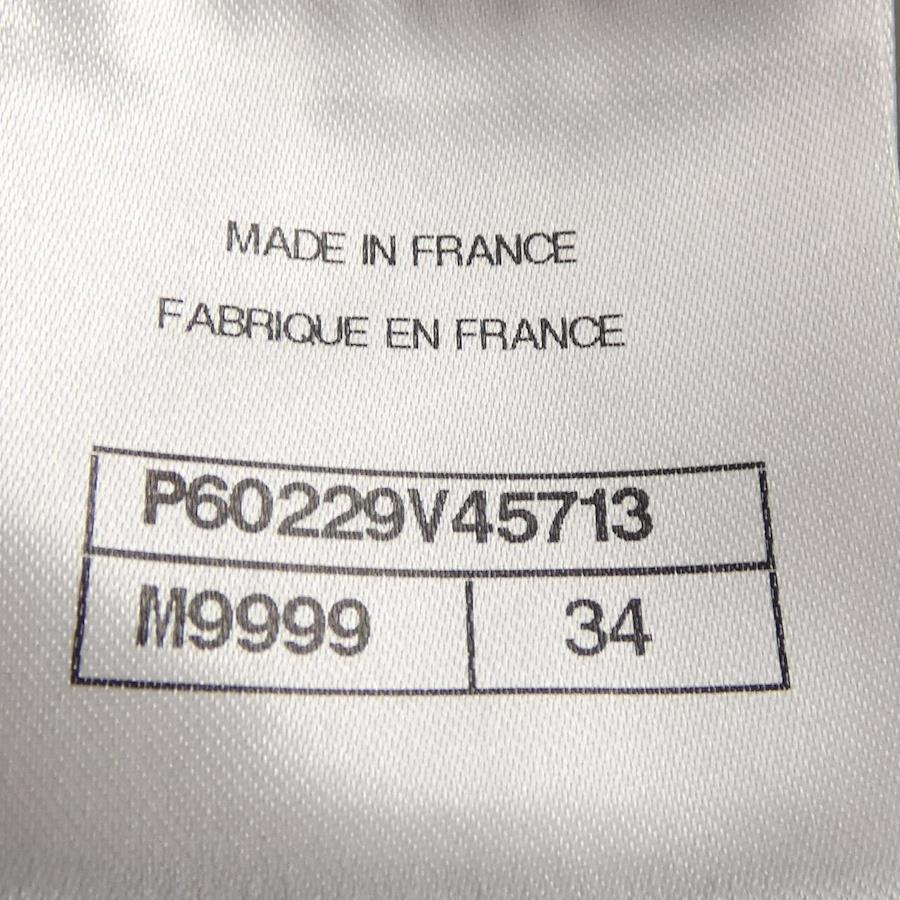 MADE IN FRANCE
FABRIQUE EN FRANCE
P60229V45713
M9999 34